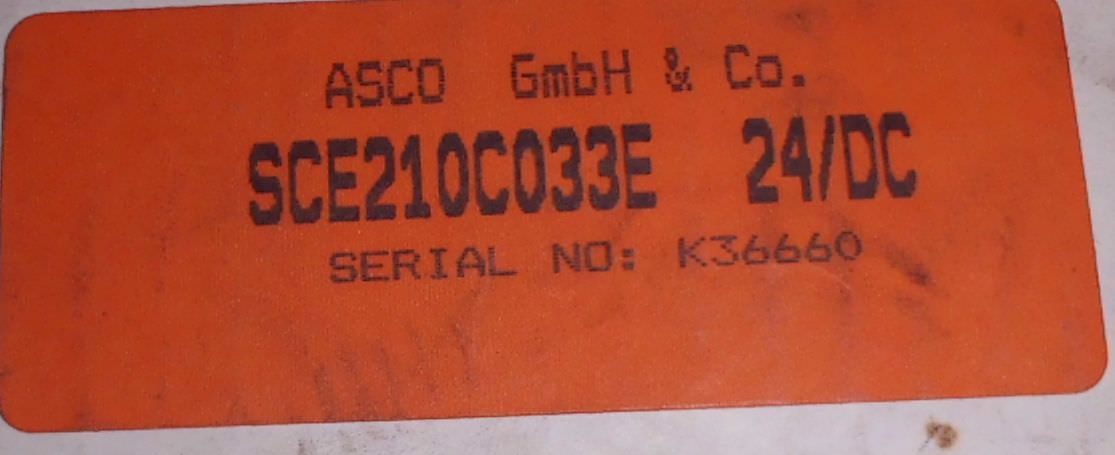 ASCO GmbH & Co.
SCE210C033E 24/DC
SERIAL NO: K36660